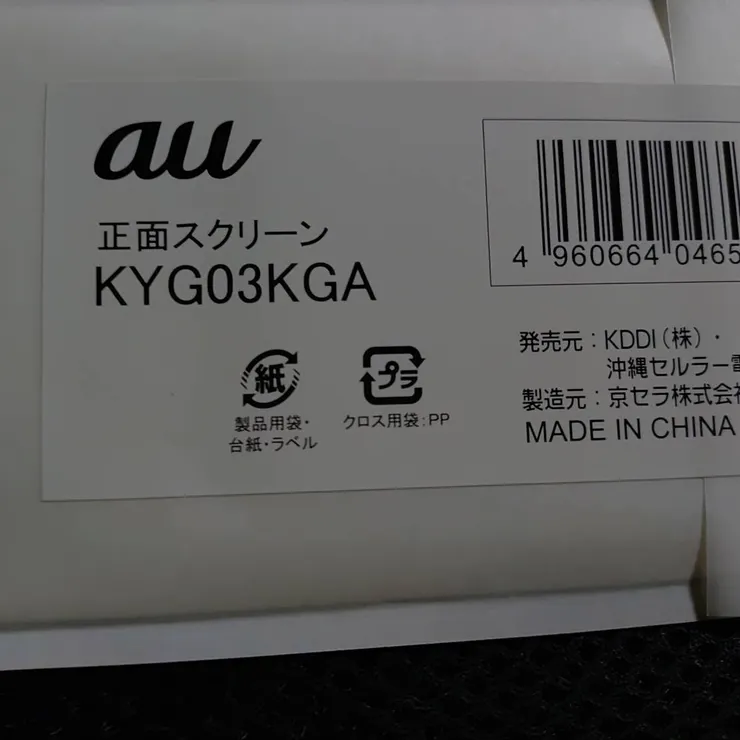 au
正面スクリーン
KYG03KGA
紙
製品用袋・
台紙・ラベル
プラ
クロス用袋:PP
4 960664 0465
発売元:KDDI(株)・
沖縄セルラー電
製造元:京セラ株式会社
MADE IN CHINA